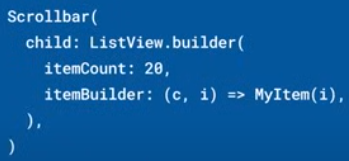 Scrollbar(
  child: ListView.builder(
    itemCount: 20,
    itemBuilder: (c, i) => MyItem(i),
  ),
)